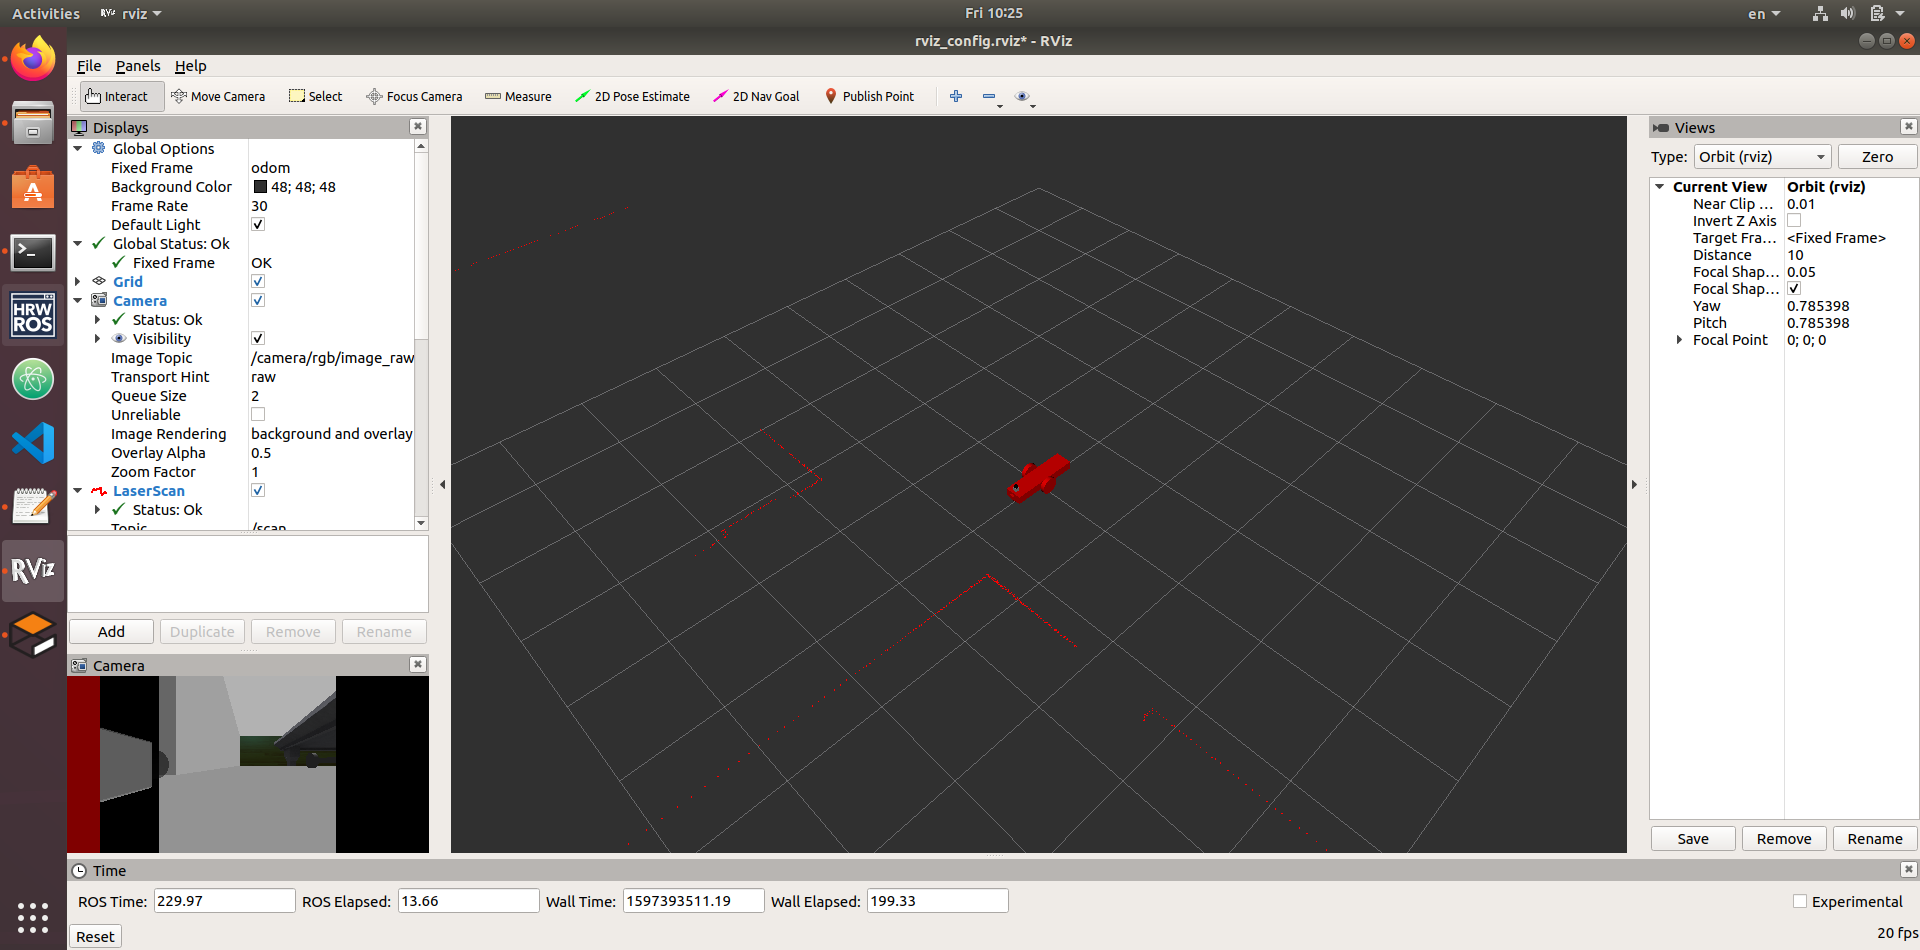 Activities
RViz rviz
Fri 10:25
en
rviz_config.rviz* - RViz
File Panels Help
Interact Move Camera Select Focus Camera Measure 2D Pose Estimate 2D Nav Goal Publish Point
Displays
Global Options
Fixed Frame odom
Background Color 48; 48; 48
Frame Rate 30
Default Light
Global Status: Ok
Fixed Frame OK
Grid
Camera
Status: Ok
Visibility
Image Topic /camera/rgb/image_raw
Transport Hint raw
Queue Size 2
Unreliable
Image Rendering background and overlay
Overlay Alpha 0.5
Zoom Factor 1
LaserScan
Status: Ok
Topic /scan
Add Duplicate Remove Rename
Camera
HRW
ROS
RViz
Views
Type: Orbit (rviz) Zero
Current View Orbit (rviz)
Near Clip ... 0.01
Invert Z Axis
Target Fra... <Fixed Frame>
Distance 10
Focal Shap... 0.05
Focal Shap...
Yaw 0.785398
Pitch 0.785398
Focal Point 0; 0; 0
Save Remove Rename
Time
ROS Time: 229.97 ROS Elapsed: 13.66 Wall Time: 1597393511.19 Wall Elapsed: 199.33 Experimental
Reset 20 fps